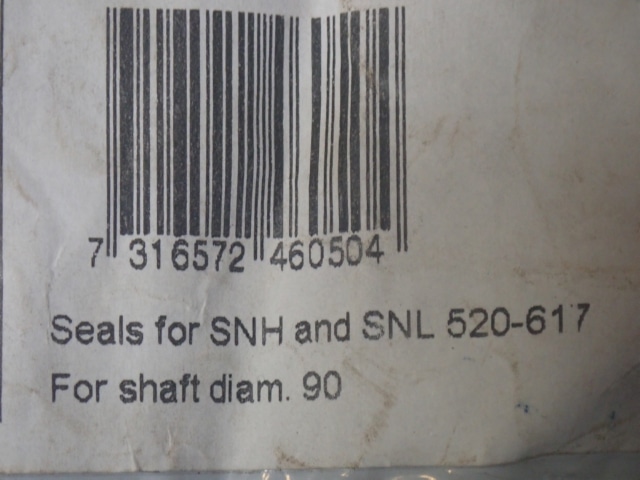 7 316572 460504
Seals for SNH and SNL 520-617
For shaft diam. 90